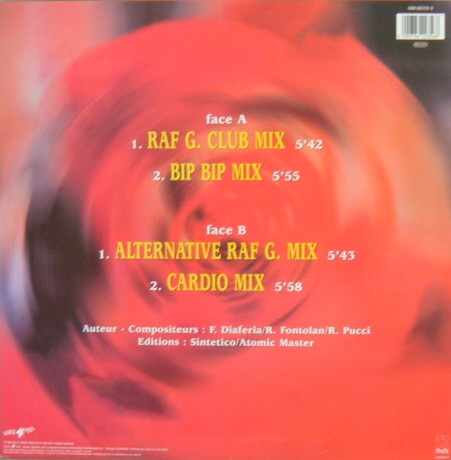 face A
1. RAF G. CLUB MIX 5'42
2. BIP BIP MIX 5'55
face B
1. ALTERNATIVE RAF G. MIX 5'43
2. CARDIO MIX 5'58
Auteur - Compositeurs : F. Diaferia/R. Fontolan/R. Pucci
Editions : Sintetico/Atomic Master